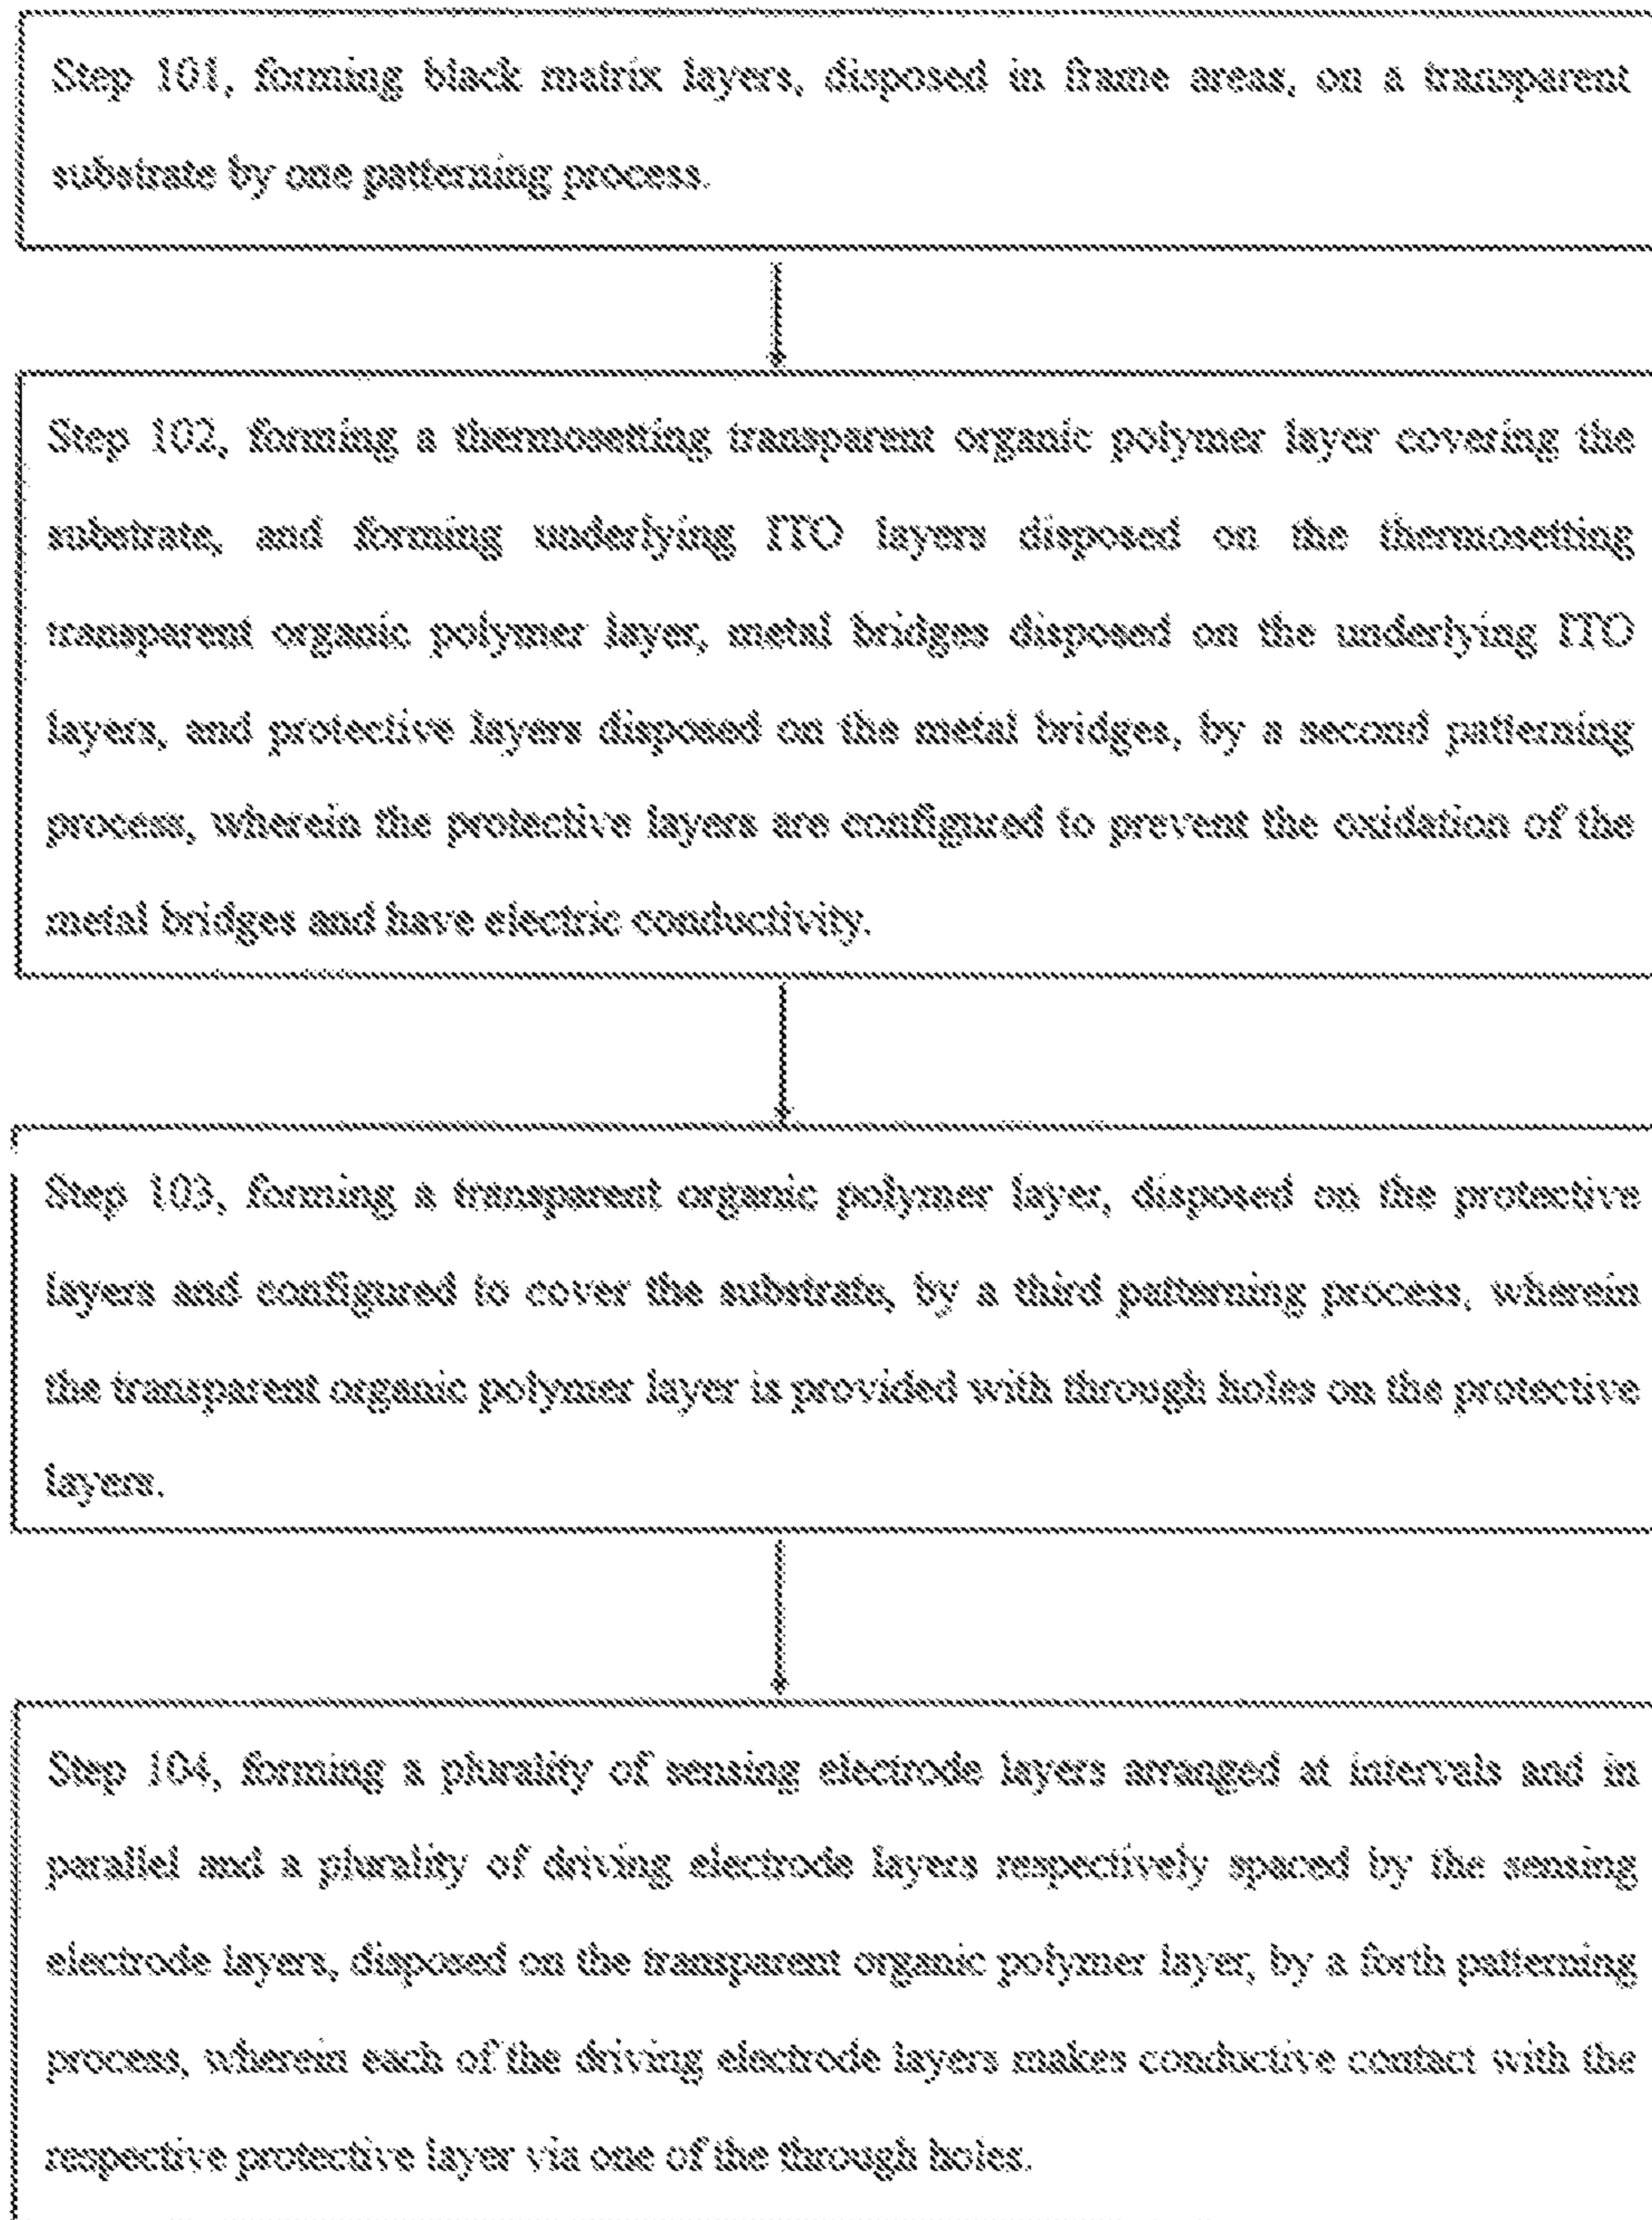 Step 101, forming black matrix layers, disposed in frame areas, on a transparent
substrate by one patterning process.
Step 102, forming a thermosetting transparent organic polymer layer covering the
substrate, and forming underlying ITO layers disposed on the thermosetting
transparent organic polymer layer, metal bridges disposed on the underlying ITO
layers, and protective layers disposed on the metal bridges, by a second patterning
process, wherein the protective layers are configured to prevent the oxidation of the
metal bridges and have electric conductivity.
Step 103, forming a transparent organic polymer layer, disposed on the protective
layers and configured to cover the substrate, by a third patterning process, wherein
the transparent organic polymer layer is provided with through holes on the protective
layers.
Step 104, forming a plurality of sensing electrode layers arranged at intervals and in
parallel and a plurality of driving electrode layers respectively spaced by the sensing
electrode layers, disposed on the transparent organic polymer layer, by a forth patterning
process, wherein each of the driving electrode layers makes conductive contact with the
respective protective layer via one of the through holes.